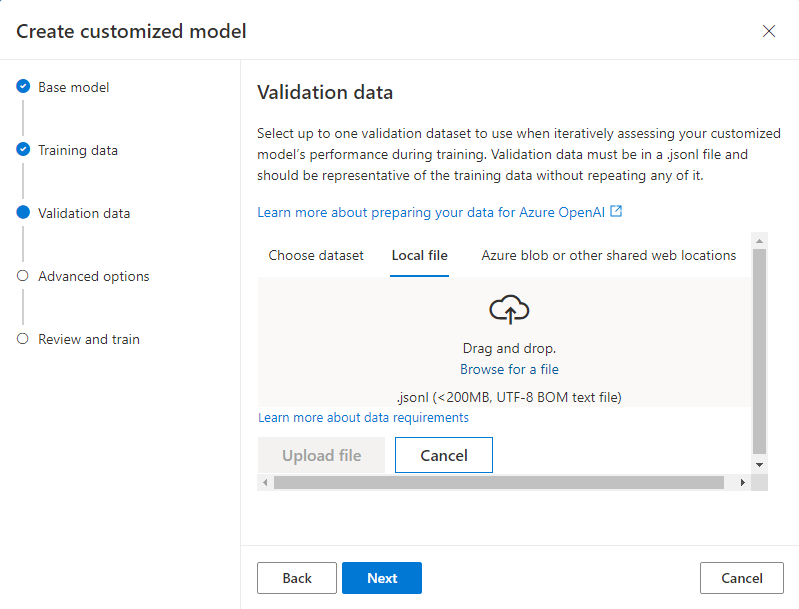 Create customized model
Base model
Training data
Validation data
Advanced options
Review and train
Validation data
Select up to one validation dataset to use when iteratively assessing your customized
model's performance during training. Validation data must be in a .jsonl file and
should be representative of the training data without repeating any of it.
Learn more about preparing your data for Azure OpenAI
Choose dataset
Local file
Azure blob or other shared web locations
Drag and drop.
Browse for a file
.jsonl (<200MB, UTF-8 BOM text file)
Learn more about data requirements
Upload file
Cancel
Back
Next
Cancel